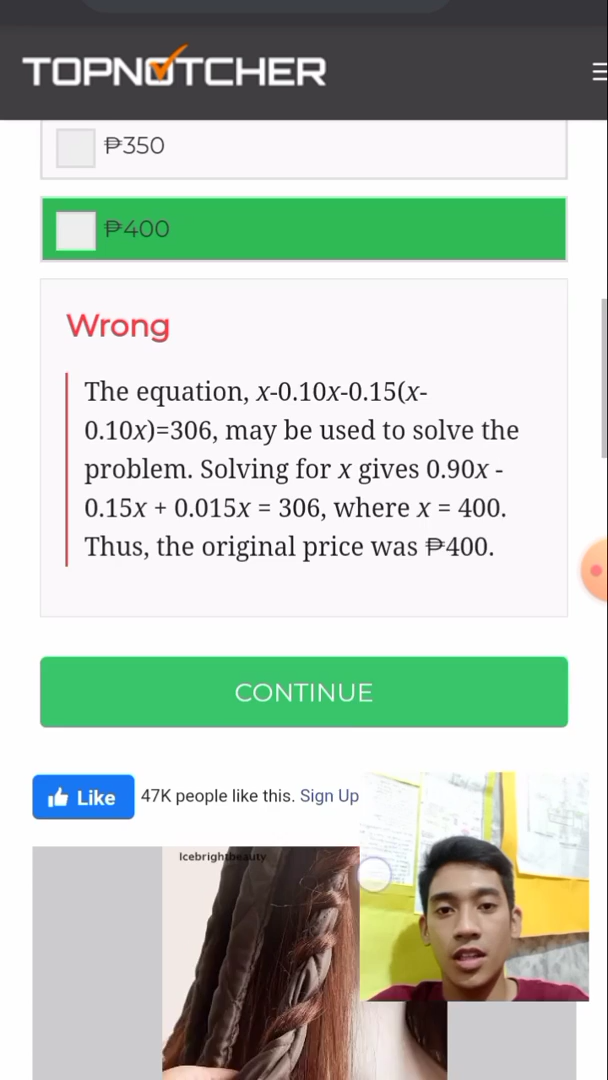 TOPNOTCHER
₱350
₱400
Wrong
The equation, x-0.10x-0.15(x-
0.10x)=306, may be used to solve the
problem. Solving for x gives 0.90x -
0.15x + 0.015x = 306, where x = 400.
Thus, the original price was ₱400.
CONTINUE
Like
47K people like this. Sign Up
Icebrightbeauty